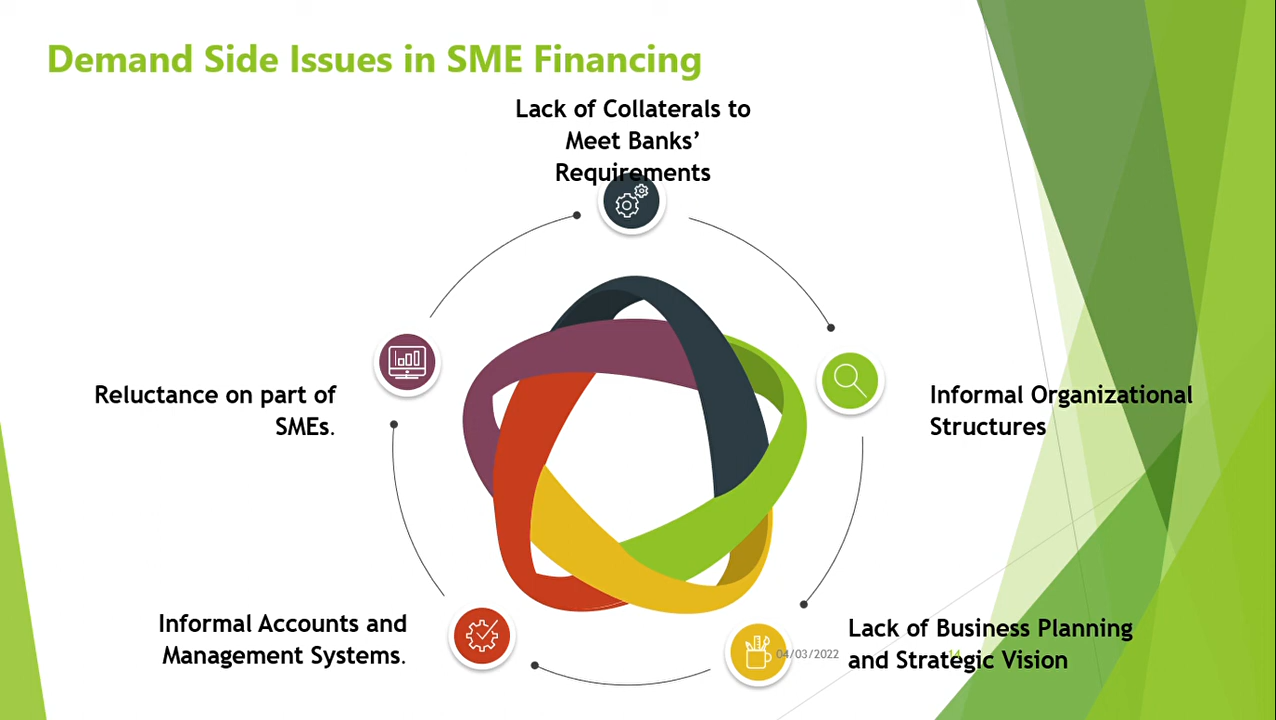 Demand Side Issues in SME Financing
Lack of Collaterals to
Meet Banks’
Requirements
Informal Organizational
Structures
Lack of Business Planning
and Strategic Vision
Informal Accounts and
Management Systems.
Reluctance on part of
SMEs.
04/03/2022
14